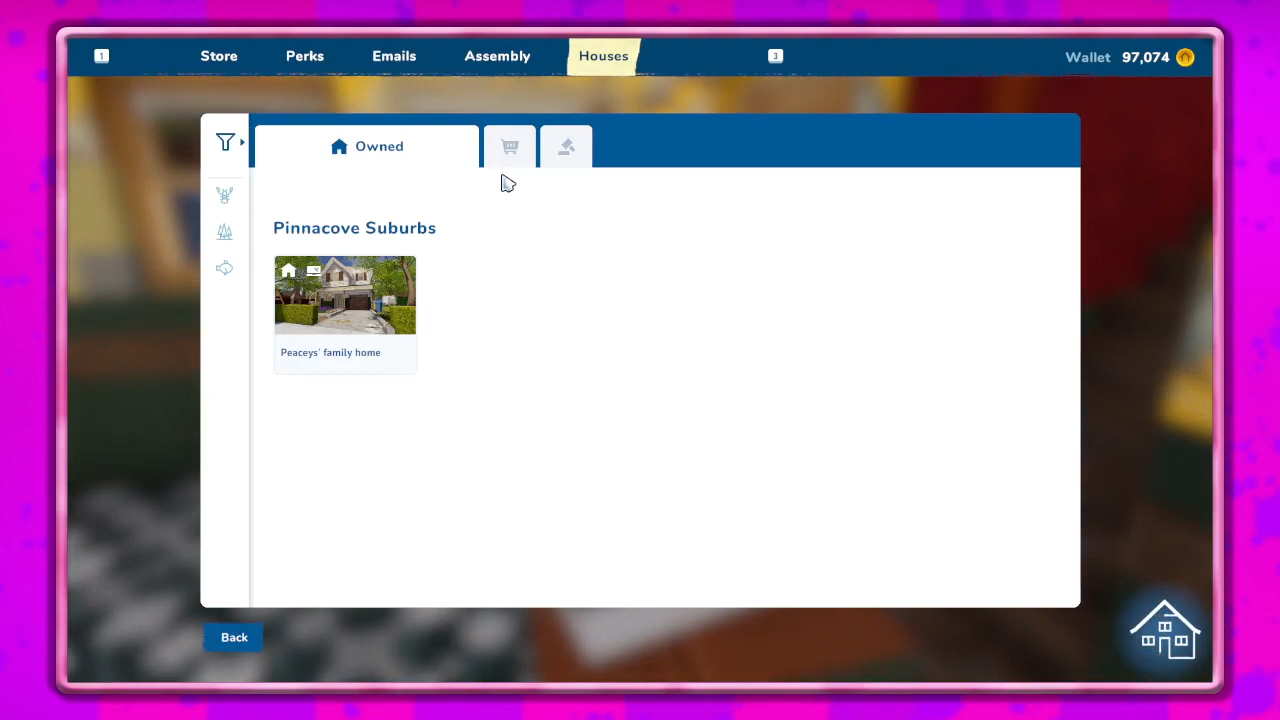 1 Store Perks Emails Assembly Houses 3 Wallet 97,074
Owned
Pinnacove Suburbs
Peaceys' family home
Back